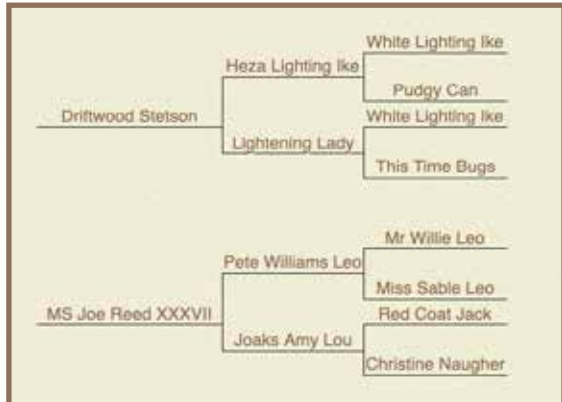 White Lighting Ike
Heza Lighting Ike
Pudgy Can
Driftwood Stetson
White Lighting Ike
Lightening Lady
This Time Bugs
Mr Willie Leo
Pete Williams Leo
Miss Sable Leo
MS Joe Reed XXXVII
Red Coat Jack
Joaks Amy Lou
Christine Naugher